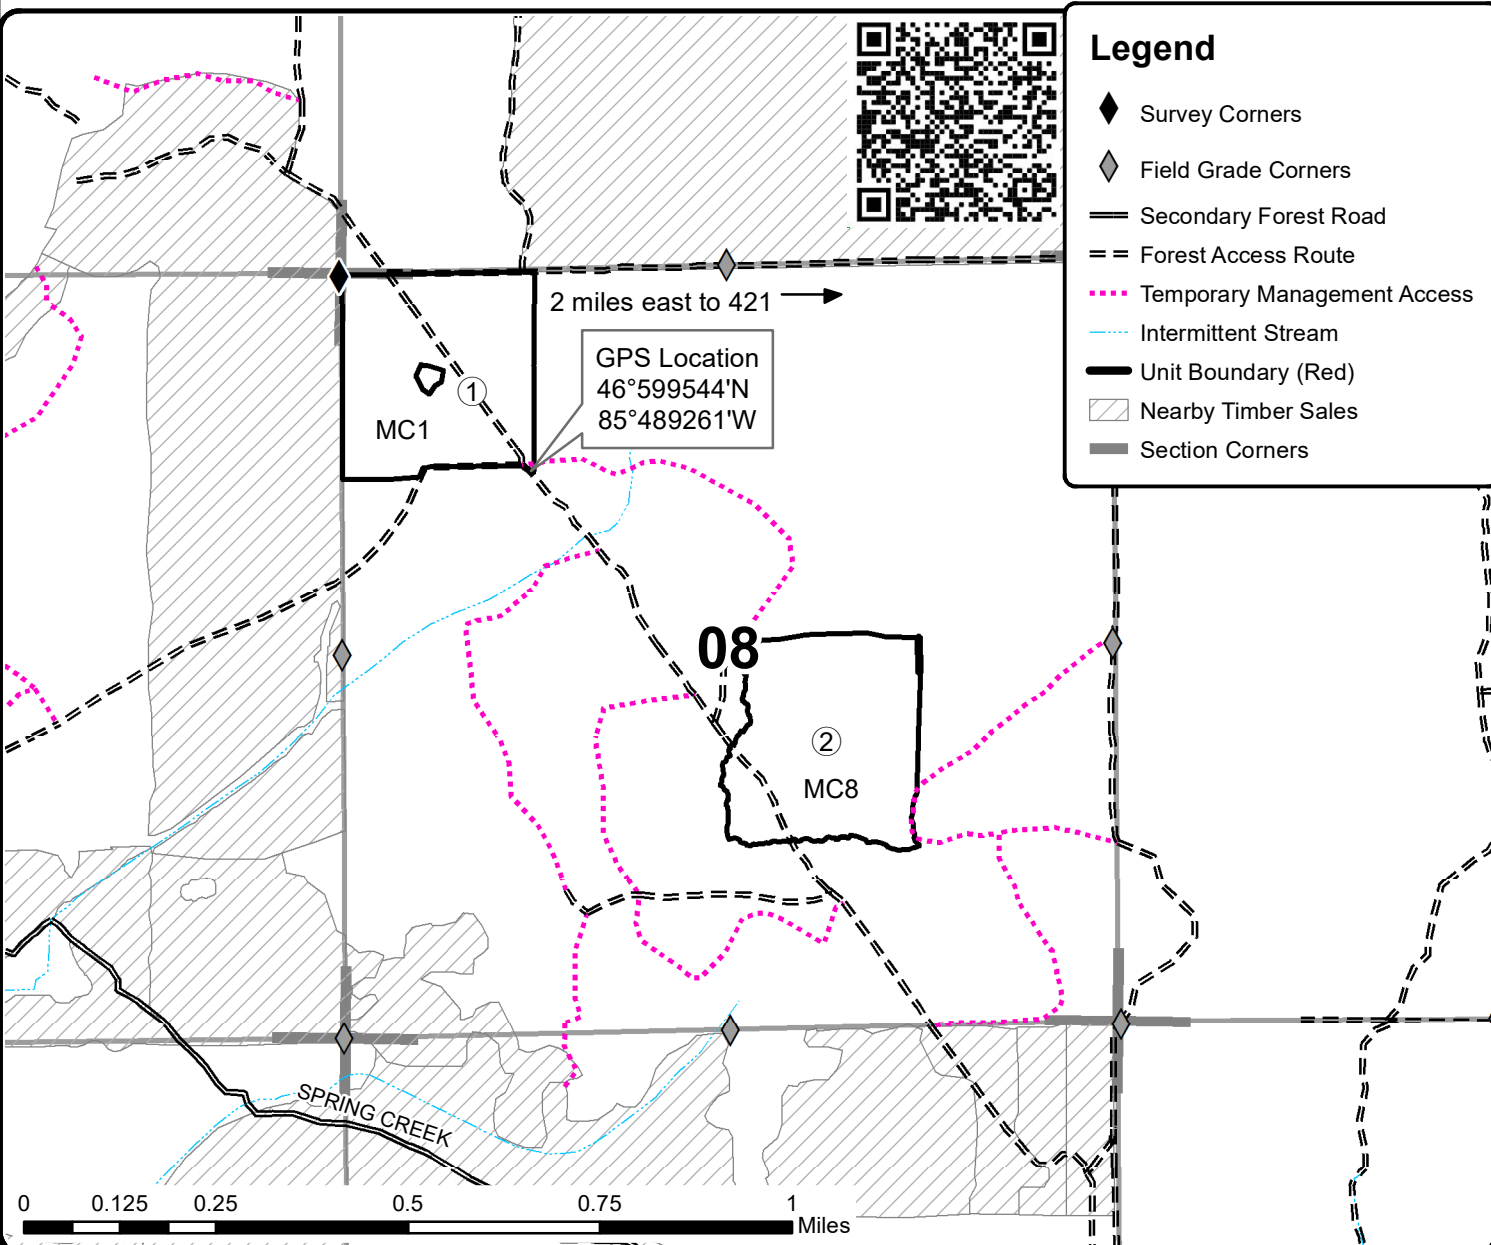 Legend
Survey Corners
Field Grade Corners
Secondary Forest Road
Forest Access Route
Temporary Management Access
Intermittent Stream
Unit Boundary (Red)
Nearby Timber Sales
Section Corners
2 miles east to 421
GPS Location
46°599544'N
85°489261'W
1
MC1
08
2
MC8
SPRING CREEK
0 0.125 0.25 0.5 0.75 1
Miles